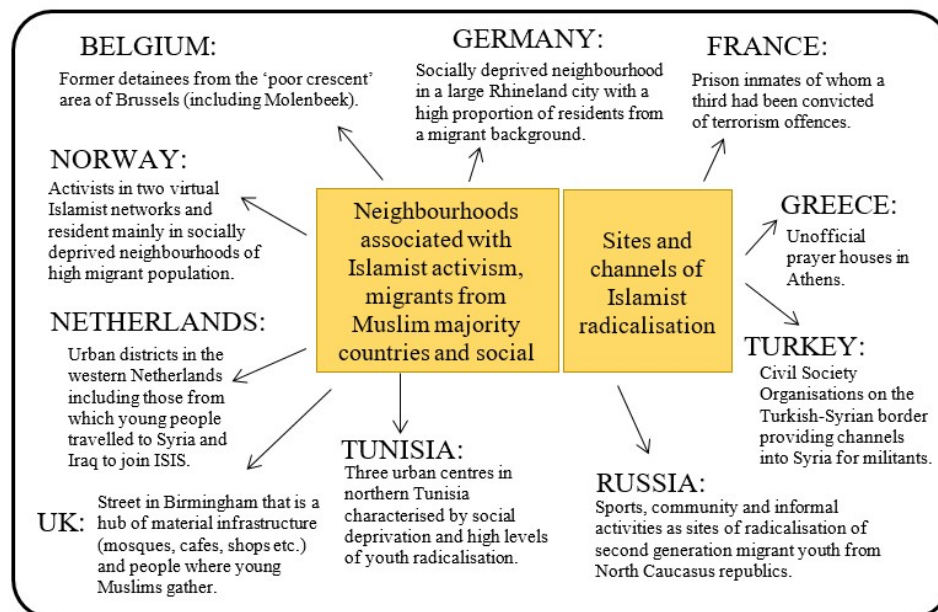 BELGIUM:
Former detainees from the ‘poor crescent’
area of Brussels (including Molenbeek).
GERMANY:
Socially deprived neighbourhood
in a large Rhineland city with a
high proportion of residents from
a migrant background.
FRANCE:
Prison inmates of whom a
third had been convicted
of terrorism offences.
NORWAY:
Activists in two virtual
Islamist networks and
resident mainly in socially
deprived neighbourhoods of
high migrant population.
Neighbourhoods
associated with
Islamist activism,
migrants from
Muslim majority
countries and social
Sites and
channels of
Islamist
radicalisation
GREECE:
Unofficial
prayer houses in
Athens.
NETHERLANDS:
Urban districts in the
western Netherlands
including those from
which young people
travelled to Syria and
Iraq to join ISIS.
TURKEY:
Civil Society
Organisations on the
Turkish-Syrian border
providing channels
into Syria for militants.
UK:
Street in Birmingham that is a
hub of material infrastructure
(mosques, cafes, shops etc.)
and people where young
Muslims gather.
TUNISIA:
Three urban centres in
northern Tunisia
characterised by social
deprivation and high levels
of youth radicalisation.
RUSSIA:
Sports, community and informal
activities as sites of radicalisation of
second generation migrant youth from
North Caucasus republics.